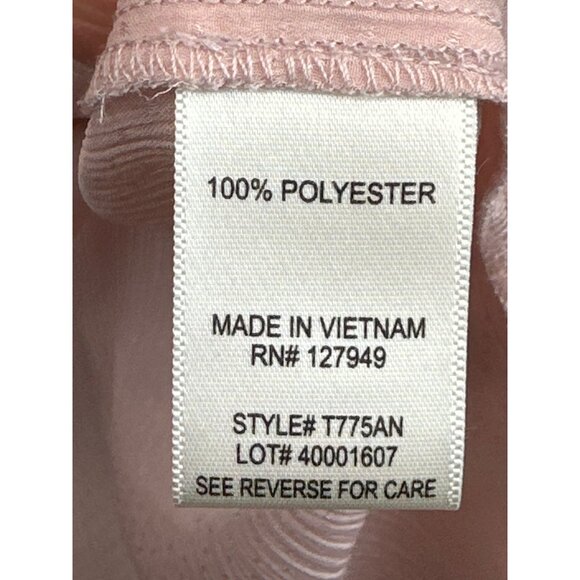 100% POLYESTER
MADE IN VIETNAM
RN# 127949
STYLE# T775AN
LOT# 40001607
SEE REVERSE FOR CARE